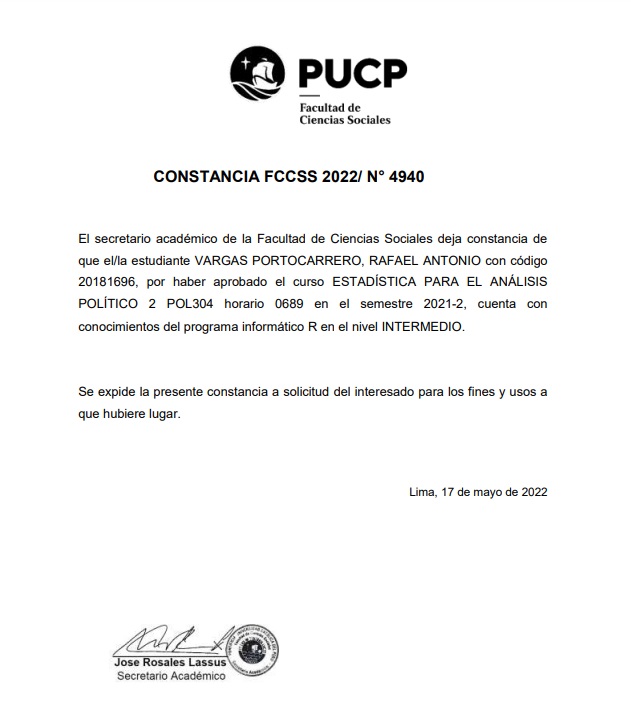 PUCP
Facultad de
Ciencias Sociales
CONSTANCIA FCCSS 2022/ N° 4940
El secretario académico de la Facultad de Ciencias Sociales deja constancia de
que el/la estudiante VARGAS PORTOCARRERO, RAFAEL ANTONIO con código
20181696, por haber aprobado el curso ESTADÍSTICA PARA EL ANÁLISIS
POLÍTICO 2 POL304 horario 0689 en el semestre 2021-2, cuenta con
conocimientos del programa informático R en el nivel INTERMEDIO.
Se expide la presente constancia a solicitud del interesado para los fines y usos a
que hubiere lugar.
Lima, 17 de mayo de 2022
Jose Rosales Lassus
Secretario Académico